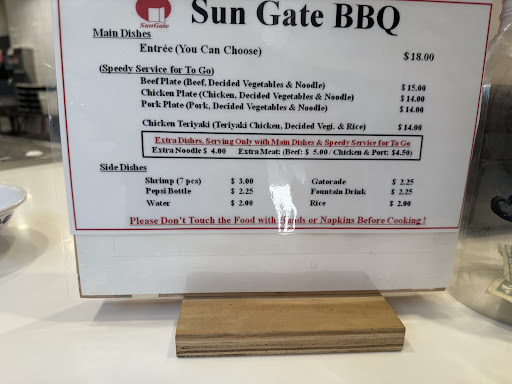 Sun Gate BBQ
SunGate
Main Dishes
Entrée (You Can Choose) $18.00
(Speedy Service for To Go)
Beef Plate (Beef, Decided Vegetables & Noodle) $ 15.00
Chicken Plate (Chicken, Decided Vegetables & Noodle) $ 14.00
Pork Plate (Pork, Decided Vegetables & Noodle) $ 14.00
Chicken Teriyaki (Teriyaki Chicken, Decided Vegi. & Rice) $ 14.00
Extra Dishes, Serving Only with Main Dishes & Speedy Service for To Go
Extra Noodle $ 4.00 Extra Meat: (Beef: $ 5.00 / Chicken & Port: $4.50)
Side Dishes
Shrimp (7 pcs) $ 3.00 Gatorade $ 2.25
Pepsi Bottle $ 2.25 Fountain Drink $ 2.25
Water $ 2.00 Rice $ 2.00
Please Don't Touch the Food with Hands or Napkins Before Cooking !